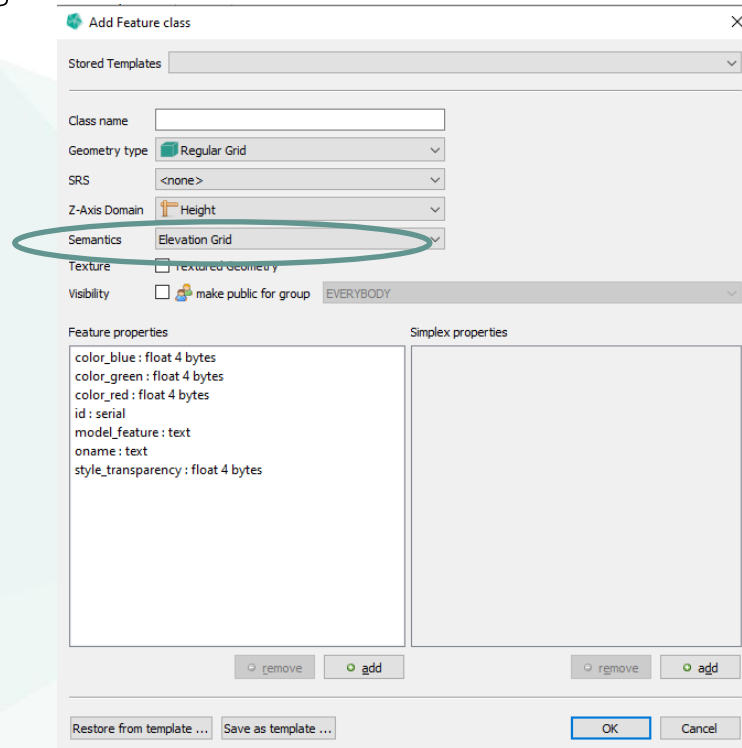 Add Feature class
Stored Templates
Class name
Geometry type Regular Grid
SRS <none>
Z-Axis Domain Height
Semantics Elevation Grid
Texture Textured Geometry
Visibility make public for group EVERYBODY
Feature properties Simplex properties
color_blue : float 4 bytes
color_green : float 4 bytes
color_red : float 4 bytes
id : serial
model_feature : text
oname : text
style_transparency : float 4 bytes
remove add remove add
Restore from template ... Save as template ... OK Cancel